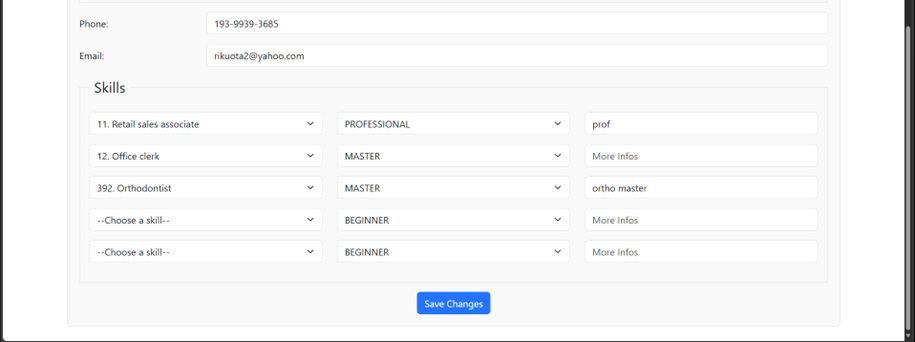 Phone: 193-9939-3685
Email: rikuota2@yahoo.com
Skills
11. Retail sales associate PROFESSIONAL prof
12. Office clerk MASTER More Infos
392. Orthodontist MASTER ortho master
--Choose a skill-- BEGINNER More Infos
--Choose a skill-- BEGINNER More Infos
Save Changes